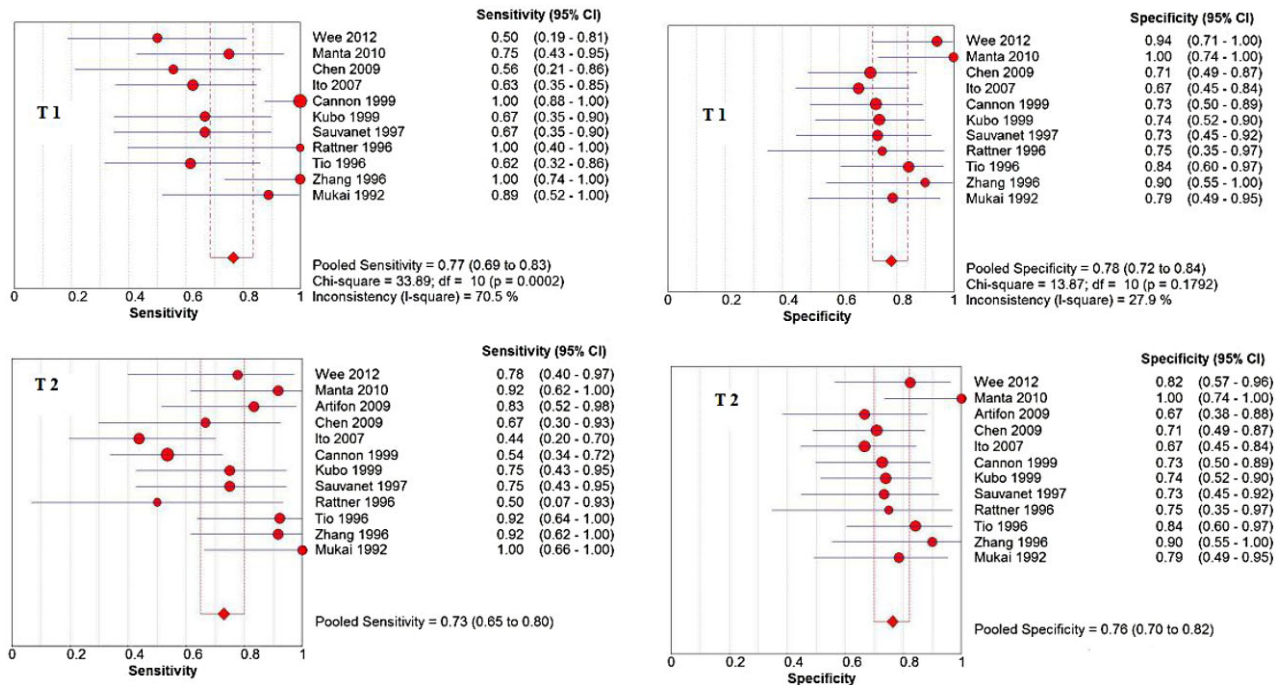 Sensitivity (95% CI)
Wee 2012 0.50 (0.19 - 0.81)
Manta 2010 0.75 (0.43 - 0.95)
Chen 2009 0.56 (0.21 - 0.86)
Ito 2007 0.63 (0.35 - 0.85)
Cannon 1999 1.00 (0.88 - 1.00)
Kubo 1999 0.67 (0.35 - 0.90)
Sauvanet 1997 0.67 (0.35 - 0.90)
Rattner 1996 1.00 (0.40 - 1.00)
Tio 1996 0.62 (0.32 - 0.86)
Zhang 1996 1.00 (0.74 - 1.00)
Mukai 1992 0.89 (0.52 - 1.00)
T 1
Pooled Sensitivity = 0.77 (0.69 to 0.83)
Chi-square = 33.89; df = 10 (p = 0.0002)
Inconsistency (I-square) = 70.5 %
0 0.2 0.4 0.6 0.8 1
Sensitivity
Specificity (95% CI)
Wee 2012 0.94 (0.71 - 1.00)
Manta 2010 1.00 (0.74 - 1.00)
Chen 2009 0.71 (0.49 - 0.87)
Ito 2007 0.67 (0.45 - 0.84)
Cannon 1999 0.73 (0.50 - 0.89)
Kubo 1999 0.74 (0.52 - 0.90)
Sauvanet 1997 0.73 (0.45 - 0.92)
Rattner 1996 0.75 (0.35 - 0.97)
Tio 1996 0.84 (0.60 - 0.97)
Zhang 1996 0.90 (0.55 - 1.00)
Mukai 1992 0.79 (0.49 - 0.95)
T 1
Pooled Specificity = 0.78 (0.72 to 0.84)
Chi-square = 13.87; df = 10 (p = 0.1792)
Inconsistency (I-square) = 27.9 %
0 0.2 0.4 0.6 0.8 1
Specificity
Sensitivity (95% CI)
T 2
Wee 2012 0.78 (0.40 - 0.97)
Manta 2010 0.92 (0.62 - 1.00)
Artifon 2009 0.83 (0.52 - 0.98)
Chen 2009 0.67 (0.30 - 0.93)
Ito 2007 0.44 (0.20 - 0.70)
Cannon 1999 0.54 (0.34 - 0.72)
Kubo 1999 0.75 (0.43 - 0.95)
Sauvanet 1997 0.75 (0.43 - 0.95)
Rattner 1996 0.50 (0.07 - 0.93)
Tio 1996 0.92 (0.64 - 1.00)
Zhang 1996 0.92 (0.62 - 1.00)
Mukai 1992 1.00 (0.66 - 1.00)
Pooled Sensitivity = 0.73 (0.65 to 0.80)
0 0.2 0.4 0.6 0.8 1
Sensitivity
Specificity (95% CI)
T 2
Wee 2012 0.82 (0.57 - 0.96)
Manta 2010 1.00 (0.74 - 1.00)
Artifon 2009 0.67 (0.38 - 0.88)
Chen 2009 0.71 (0.49 - 0.87)
Ito 2007 0.67 (0.45 - 0.84)
Cannon 1999 0.73 (0.50 - 0.89)
Kubo 1999 0.74 (0.52 - 0.90)
Sauvanet 1997 0.73 (0.45 - 0.92)
Rattner 1996 0.75 (0.35 - 0.97)
Tio 1996 0.84 (0.60 - 0.97)
Zhang 1996 0.90 (0.55 - 1.00)
Mukai 1992 0.79 (0.49 - 0.95)
Pooled Specificity = 0.76 (0.70 to 0.82)
0 0.2 0.4 0.6 0.8 1
Specificity